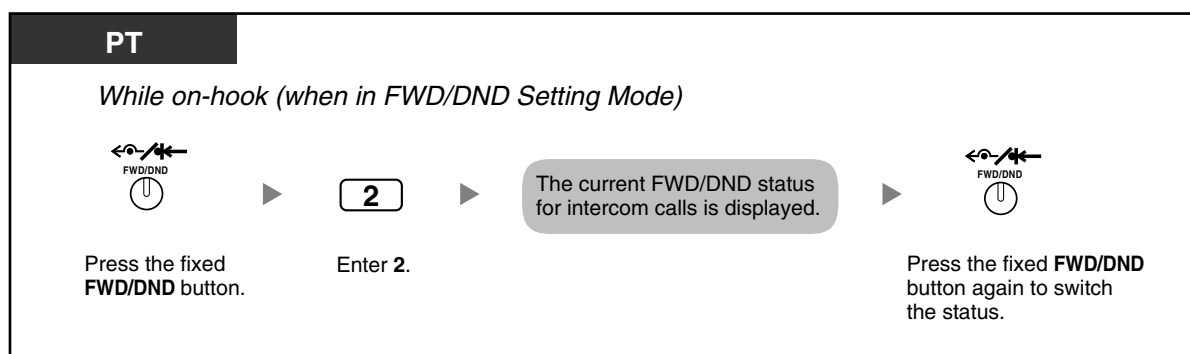 PT
While on-hook (when in FWD/DND Setting Mode)
FWD/DND
Press the fixed
FWD/DND button.
2
Enter 2.
The current FWD/DND status
for intercom calls is displayed.
FWD/DND
Press the fixed FWD/DND
button again to switch
the status.